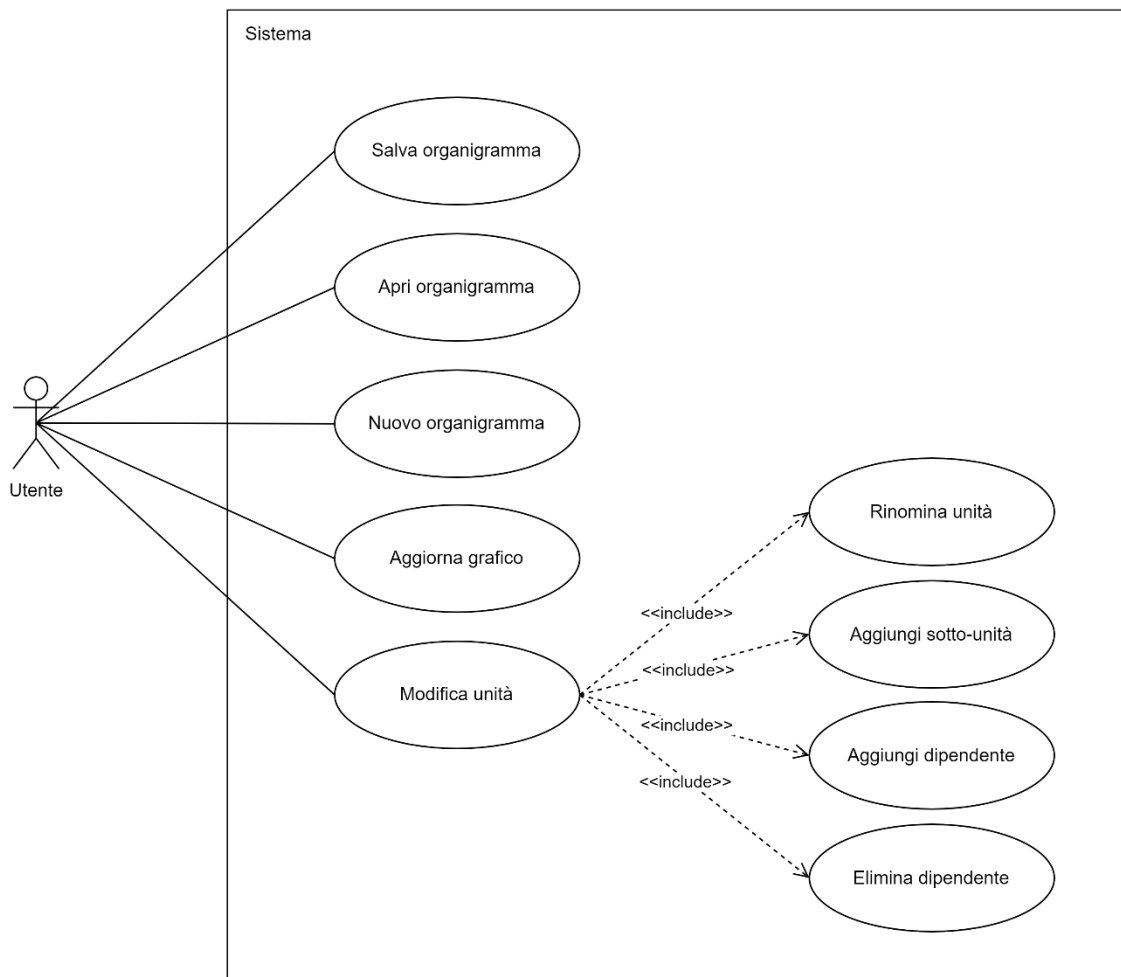 Sistema
Salva organigramma
Apri organigramma
Nuovo organigramma
Utente
Aggiorna grafico
Modifica unità
<<include>>
<<include>>
<<include>>
<<include>>
Rinomina unità
Aggiungi sotto-unità
Aggiungi dipendente
Elimina dipendente